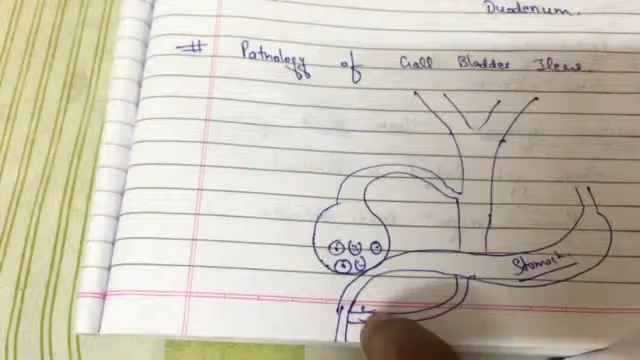 Duodenum.
# Pathology of Gall Bladder Ileus.
Stomach.